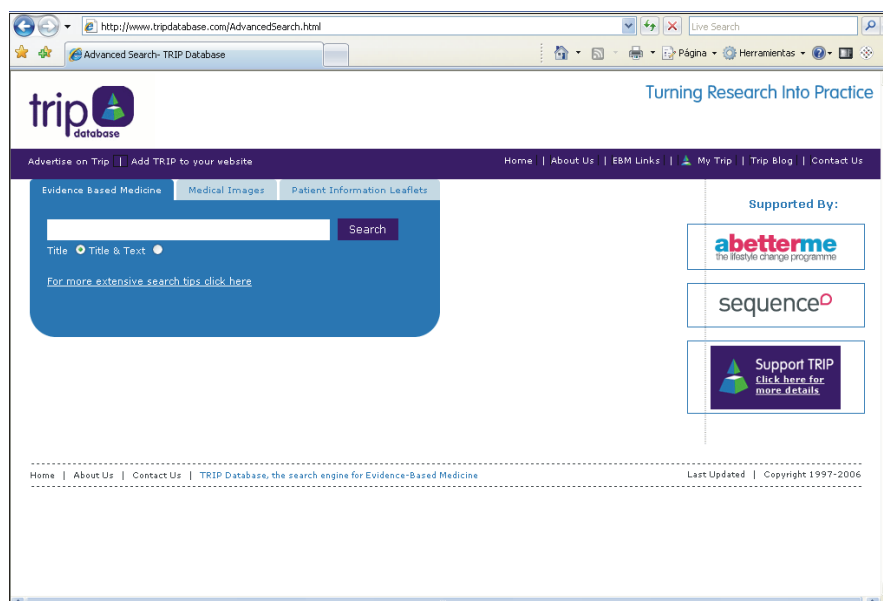 http://www.tripdatabase.com/AdvancedSearch.html
Live Search
Advanced Search- TRIP Database
Página
Herramientas
trip
database
Turning Research Into Practice
Advertise on Trip | Add TRIP to your website
Home | About Us | EBM Links | My Trip | Trip Blog | Contact Us
Evidence Based Medicine
Medical Images
Patient Information Leaflets
Search
Title Title & Text
For more extensive search tips click here
Supported By:
abetterme
the lifestyle change programme
sequence
Support TRIP
Click here for
more details
Home | About Us | Contact Us | TRIP Database, the search engine for Evidence-Based Medicine
Last Updated | Copyright 1997-2006